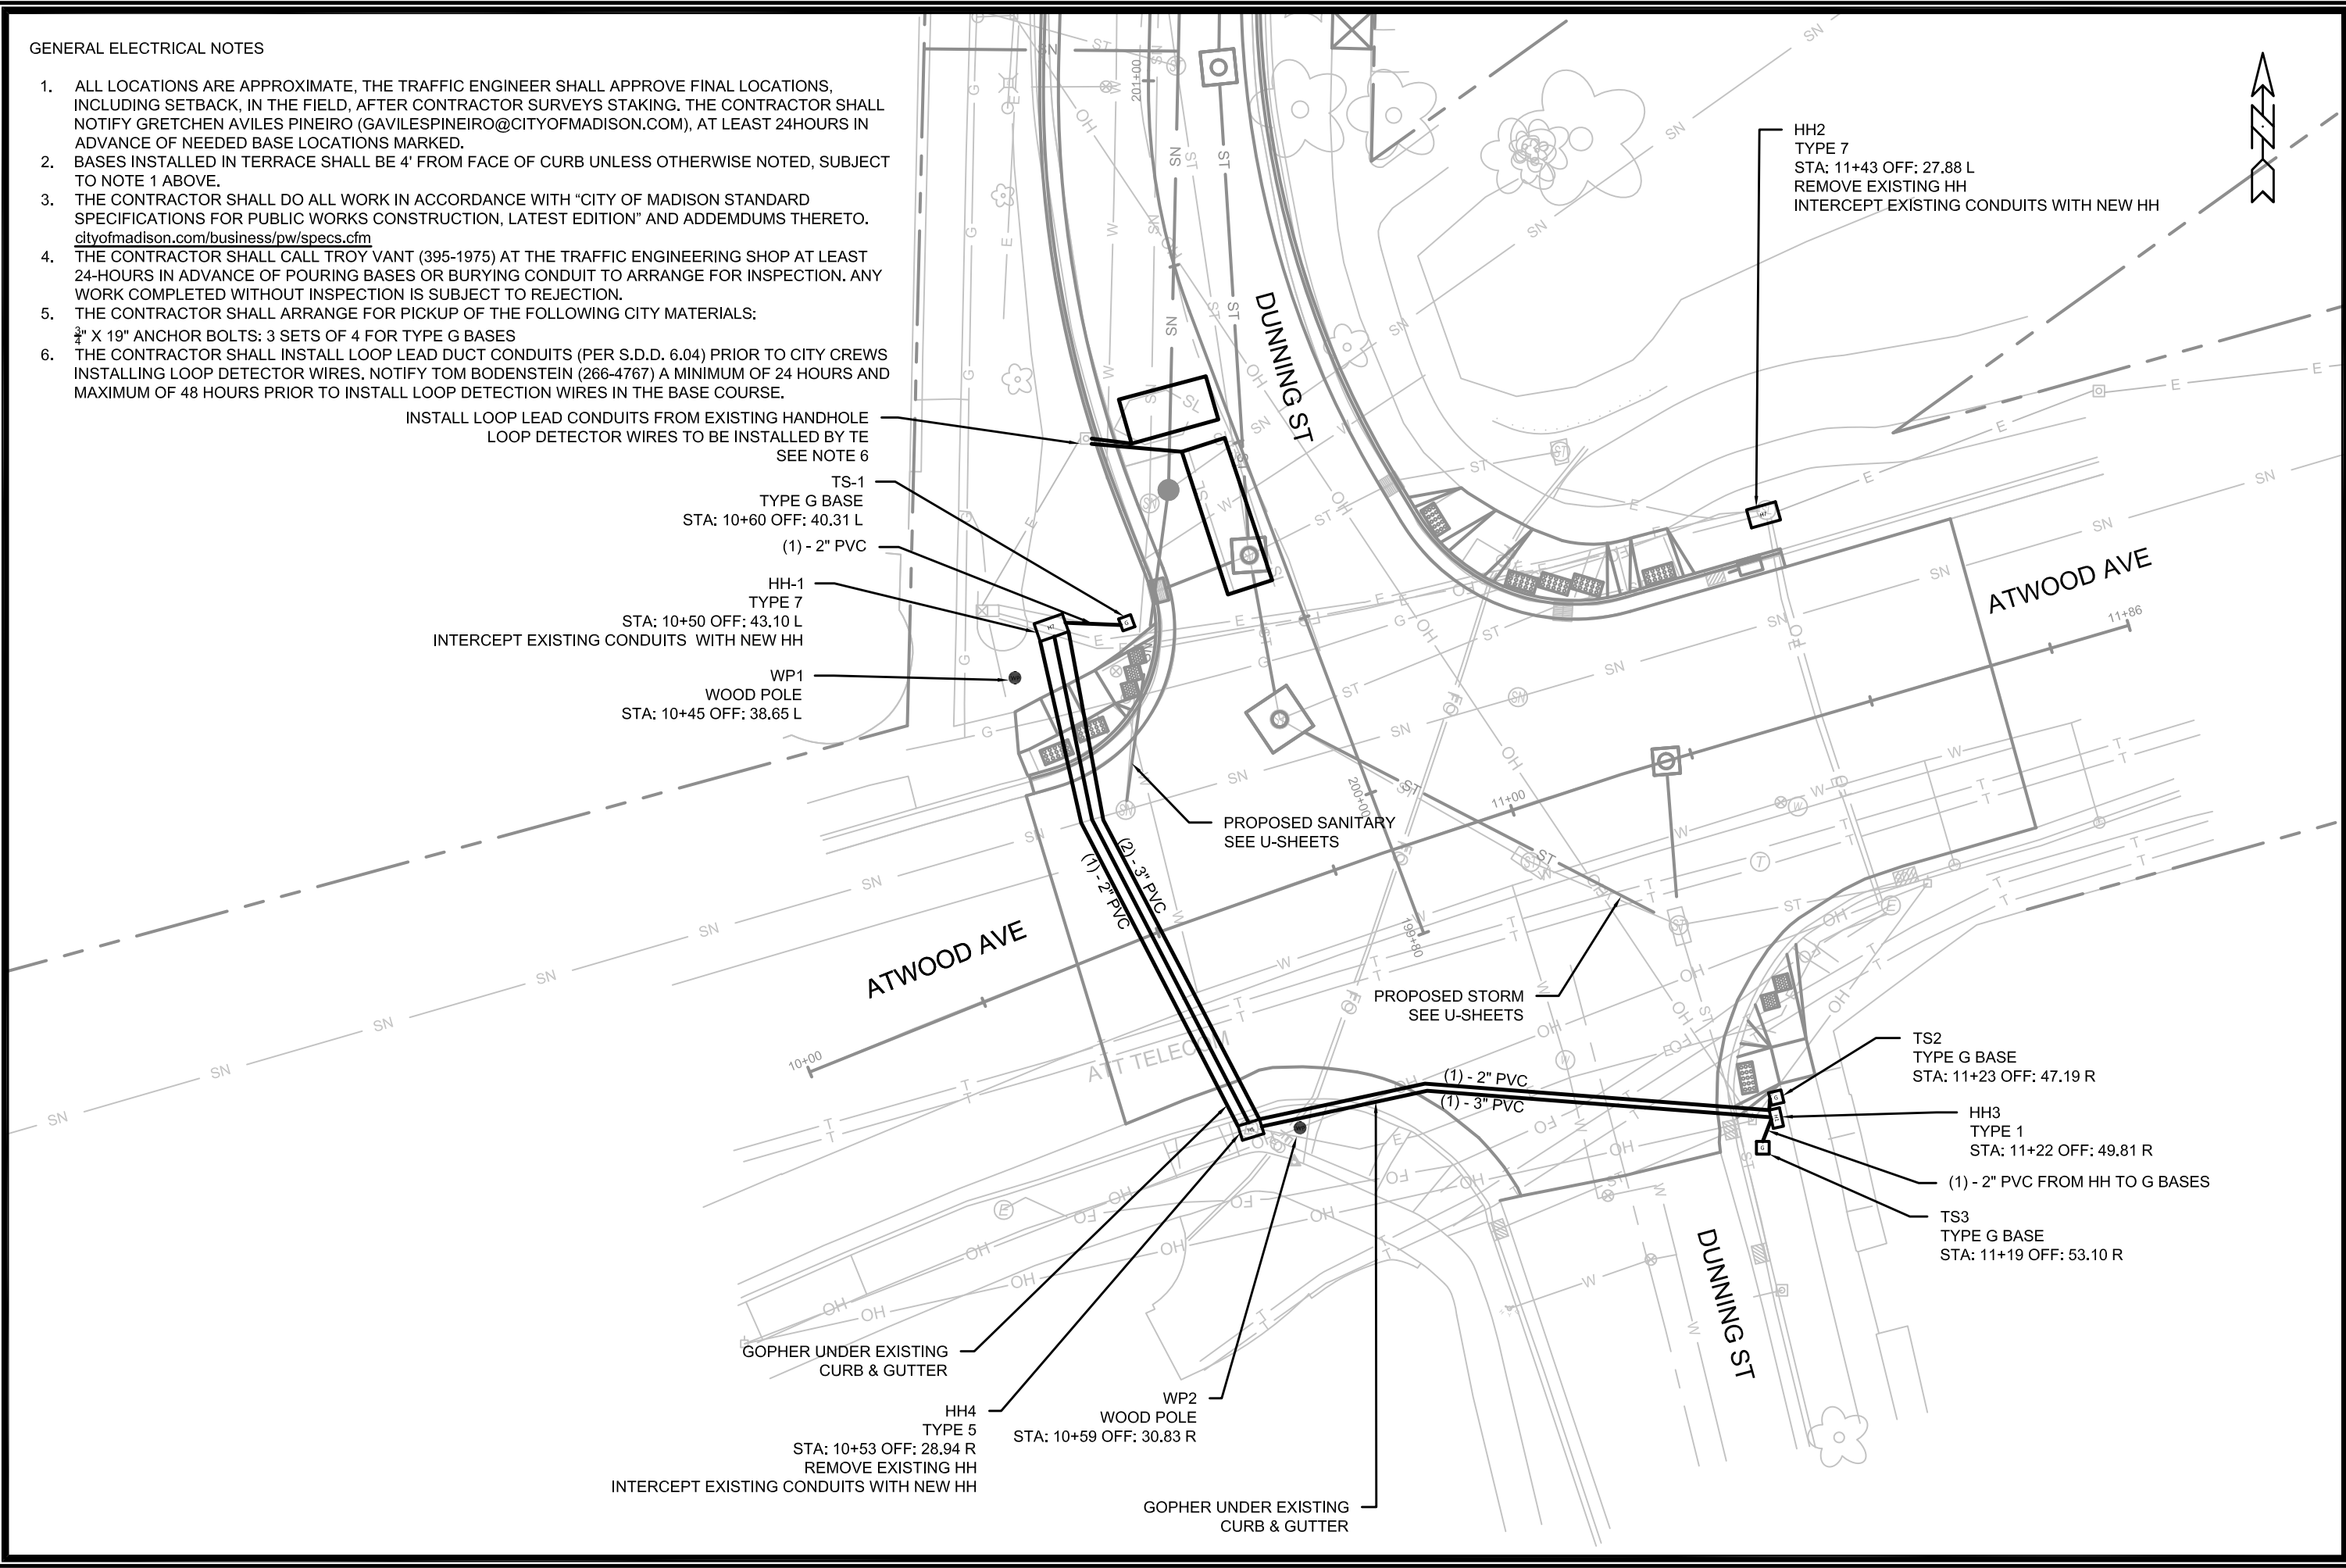 GENERAL ELECTRICAL NOTES
1. ALL LOCATIONS ARE APPROXIMATE, THE TRAFFIC ENGINEER SHALL APPROVE FINAL LOCATIONS,
INCLUDING SETBACK, IN THE FIELD, AFTER CONTRACTOR SURVEYS STAKING. THE CONTRACTOR SHALL
NOTIFY GRETCHEN AVILES PINEIRO (GAVILESPINEIRO@CITYOFMADISON.COM), AT LEAST 24HOURS IN
ADVANCE OF NEEDED BASE LOCATIONS MARKED.
2. BASES INSTALLED IN TERRACE SHALL BE 4' FROM FACE OF CURB UNLESS OTHERWISE NOTED, SUBJECT
TO NOTE 1 ABOVE.
3. THE CONTRACTOR SHALL DO ALL WORK IN ACCORDANCE WITH “CITY OF MADISON STANDARD
SPECIFICATIONS FOR PUBLIC WORKS CONSTRUCTION, LATEST EDITION” AND ADDEMDUMS THERETO.
cityofmadison.com/business/pw/specs.cfm
4. THE CONTRACTOR SHALL CALL TROY VANT (395-1975) AT THE TRAFFIC ENGINEERING SHOP AT LEAST
24-HOURS IN ADVANCE OF POURING BASES OR BURYING CONDUIT TO ARRANGE FOR INSPECTION. ANY
WORK COMPLETED WITHOUT INSPECTION IS SUBJECT TO REJECTION.
5. THE CONTRACTOR SHALL ARRANGE FOR PICKUP OF THE FOLLOWING CITY MATERIALS:
3/4" X 19" ANCHOR BOLTS: 3 SETS OF 4 FOR TYPE G BASES
6. THE CONTRACTOR SHALL INSTALL LOOP LEAD DUCT CONDUITS (PER S.D.D. 6.04) PRIOR TO CITY CREWS
INSTALLING LOOP DETECTOR WIRES. NOTIFY TOM BODENSTEIN (266-4767) A MINIMUM OF 24 HOURS AND
MAXIMUM OF 48 HOURS PRIOR TO INSTALL LOOP DETECTION WIRES IN THE BASE COURSE.
INSTALL LOOP LEAD CONDUITS FROM EXISTING HANDHOLE
LOOP DETECTOR WIRES TO BE INSTALLED BY TE
SEE NOTE 6
TS-1
TYPE G BASE
STA: 10+60 OFF: 40.31 L
(1) - 2" PVC
HH-1
TYPE 7
STA: 10+50 OFF: 43.10 L
INTERCEPT EXISTING CONDUITS WITH NEW HH
WP1
WOOD POLE
STA: 10+45 OFF: 38.65 L
HH2
TYPE 7
STA: 11+43 OFF: 27.88 L
REMOVE EXISTING HH
INTERCEPT EXISTING CONDUITS WITH NEW HH
201+00
DUNNING ST
ATWOOD AVE
11+86
11+00
200+00
199+80
PROPOSED SANITARY
SEE U-SHEETS
(2) - 3" PVC
(1) - 2" PVC
ATWOOD AVE
10+00
ATT TELECOM
PROPOSED STORM
SEE U-SHEETS
(1) - 2" PVC
(1) - 3" PVC
TS2
TYPE G BASE
STA: 11+23 OFF: 47.19 R
HH3
TYPE 1
STA: 11+22 OFF: 49.81 R
(1) - 2" PVC FROM HH TO G BASES
TS3
TYPE G BASE
STA: 11+19 OFF: 53.10 R
DUNNING ST
GOPHER UNDER EXISTING
CURB & GUTTER
HH4
TYPE 5
STA: 10+53 OFF: 28.94 R
REMOVE EXISTING HH
INTERCEPT EXISTING CONDUITS WITH NEW HH
WP2
WOOD POLE
STA: 10+59 OFF: 30.83 R
GOPHER UNDER EXISTING
CURB & GUTTER